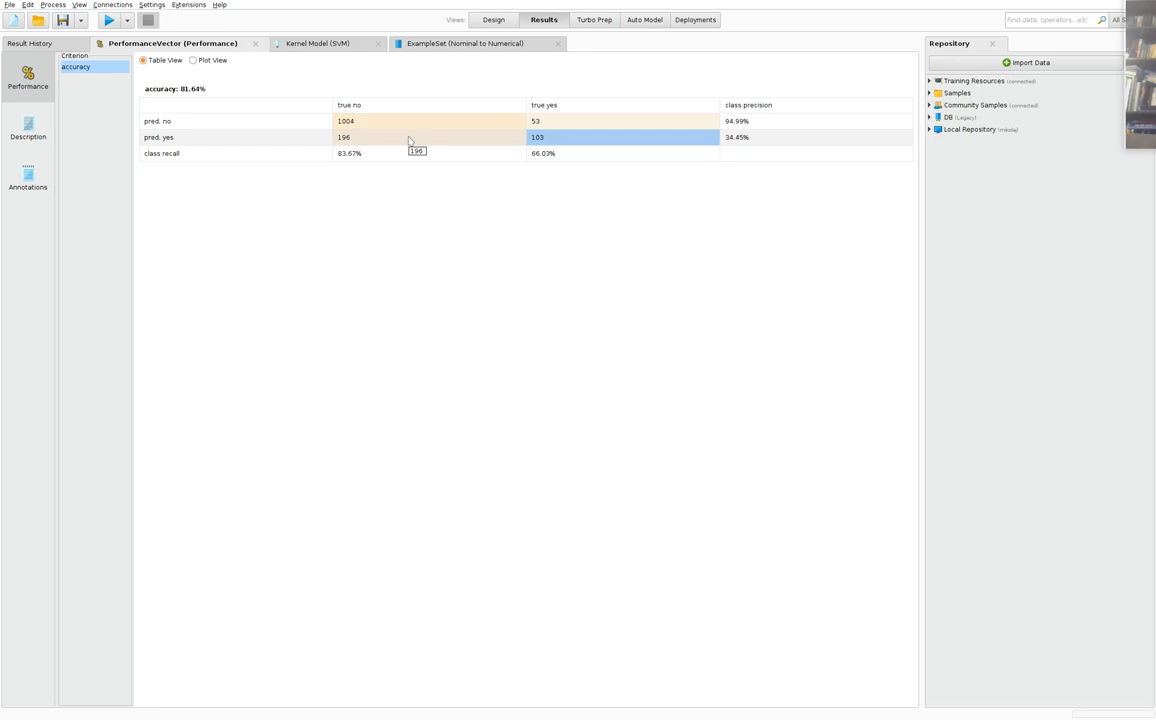 File Edit Process View Connections Settings Extensions Help
Views: Design Results Turbo Prep Auto Model Deployments Find data, operators...etc All S
Result History PerformanceVector (Performance) Kernel Model (SVM) ExampleSet (Nominal to Numerical) Repository
Criterion
accuracy
Table View Plot View
Import Data
Performance
accuracy: 81.64%
Training Resources (connected)
Samples
Community Samples (connected)
DB (Legacy)
Local Repository (mikolaj)
true no true yes class precision
pred. no 1004 53 94.99%
pred. yes 196 103 34.45%
196
class recall 83.67% 66.03%
Description
Annotations